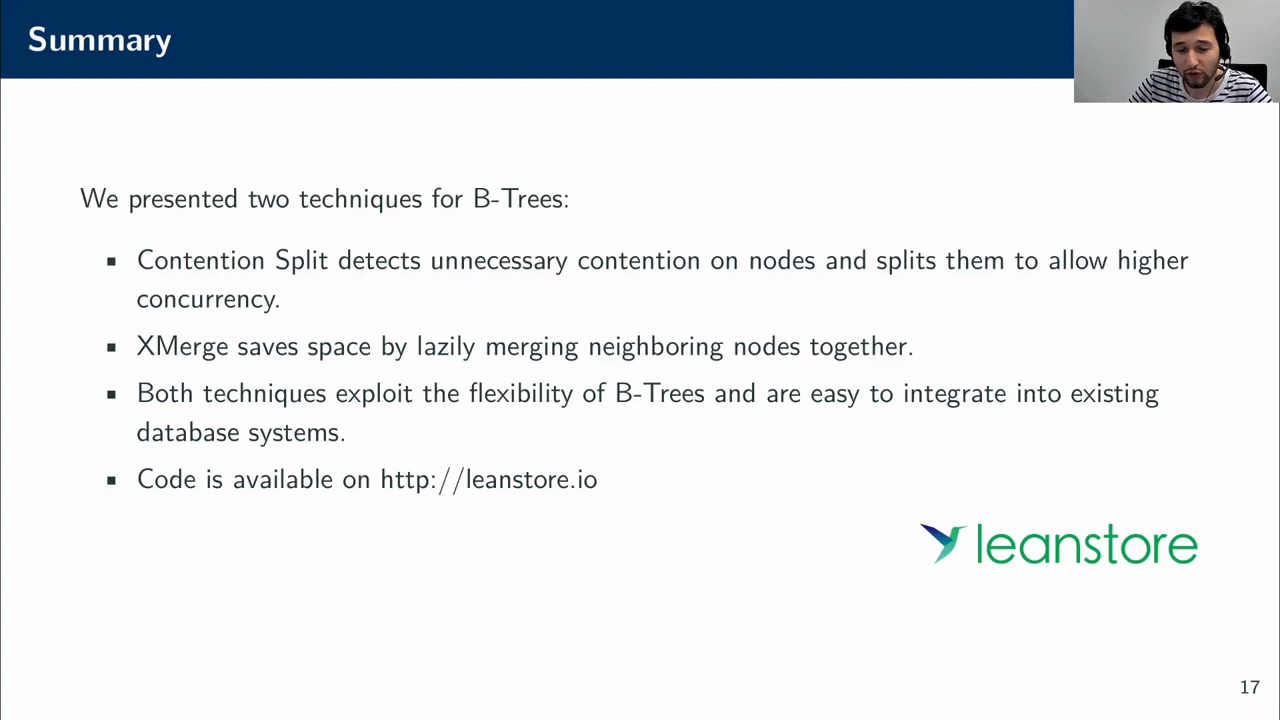 Summary
We presented two techniques for B-Trees:
▪ Contention Split detects unnecessary contention on nodes and splits them to allow higher
concurrency.
▪ XMerge saves space by lazily merging neighboring nodes together.
▪ Both techniques exploit the flexibility of B-Trees and are easy to integrate into existing
database systems.
▪ Code is available on http://leanstore.io
leanstore
17